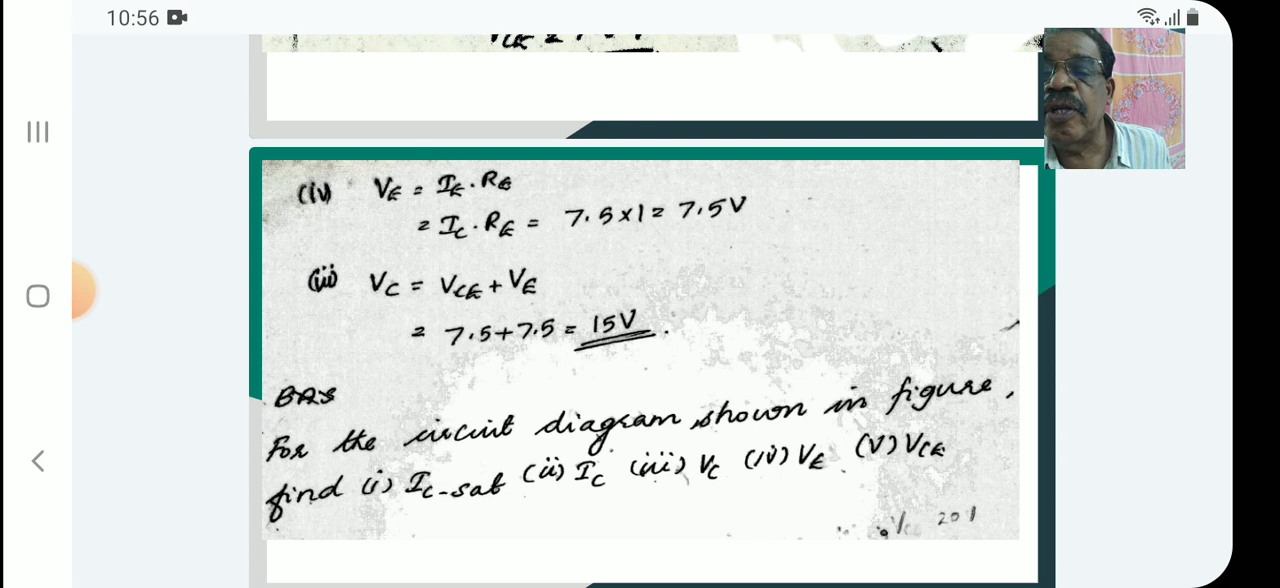 10:56
(iv) VE = IE . RE
= IC . RE = 7.5 x 1 = 7.5V
(iii) VC = VCE + VE
= 7.5 + 7.5 = 15V .
For the circuit diagram shown in figure,
find (i) IC-sat (ii) IC (iii) VC (iv) VE (v) VCE
201